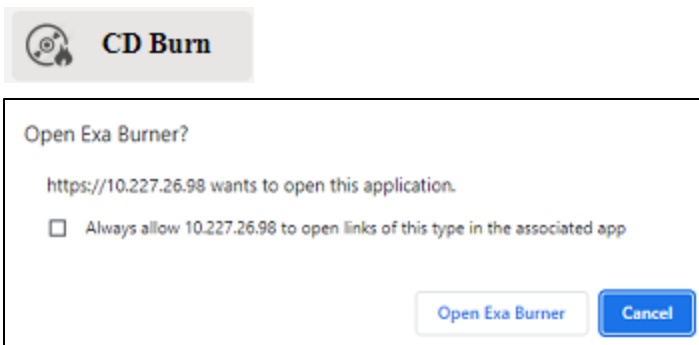 CD Burn
Open Exa Burner?
https://10.227.26.98 wants to open this application.
Always allow 10.227.26.98 to open links of this type in the associated app
Open Exa Burner Cancel